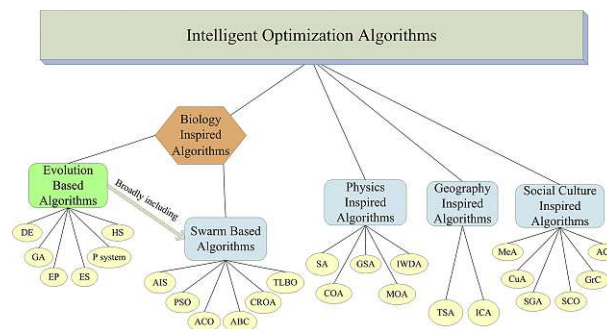 Intelligent Optimization Algorithms
Biology
Inspired
Algorithms
Evolution
Based
Algorithms
Broadly including
Swarm Based
Algorithms
Physics
Inspired
Algorithms
Geography
Inspired
Algorithms
Social Culture
Inspired
Algorithms
DE
HS
GA
P system
EP
ES
AIS
TLBO
PSO
CROA
ACO
ABC
SA
GSA
IWDA
COA
MOA
TSA
ICA
MeA
CuA
GrC
SGA
SCO